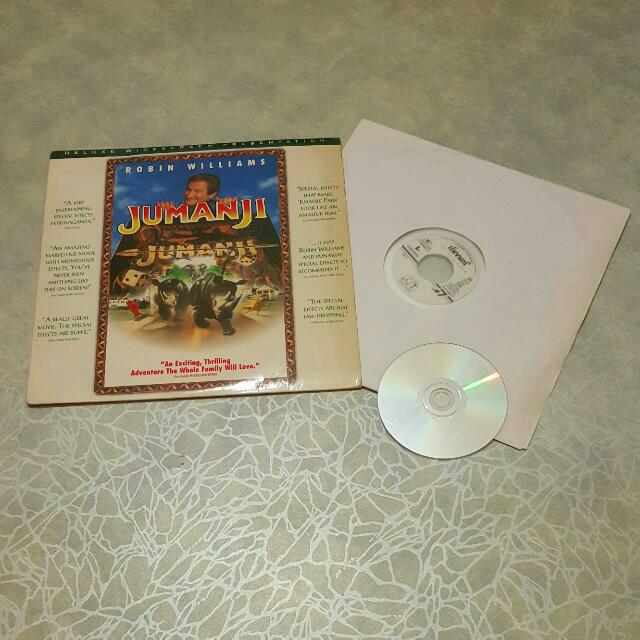 DELUXE WIDESCREEN PRESENTATION
ROBIN WILLIAMS
JUMANJI
JUMANJI
"A VERY
ENTERTAINING
SPECIAL EFFECTS
EXTRAVAGANZA."
"AN AMAZING
MARVELOUS MOVIE
WITH MONSTROUS
EFFECTS. YOU'VE
NEVER SEEN
ANYTHING LIKE
THIS ON SCREEN!"
"A REALLY GREAT
MOVIE. THE SPECIAL
EFFECTS ARE SUPER."
"SPECIAL EFFECTS
THAT MAKE
'JURASSIC PARK'
LOOK LIKE AN
AMATEUR FILM."
ROBIN WILLIAMS
AND RUNAWAY
SPECIAL EFFECTS TO
RECOMMEND IT..."
"THE SPECIAL
EFFECTS ARE JUST
JAW-DROPPING."
"An Exciting, Thrilling
Adventure The Whole Family Will Love."
Jumanji